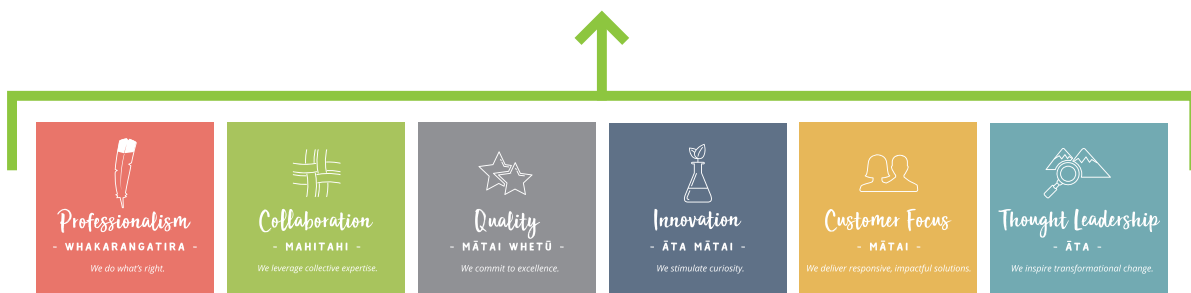 Professionalism
- WHAKARANGATIRA -
We do what's right.
Collaboration
- MAHITAHI -
We leverage collective expertise.
Quality
- MĀTAI WHETŪ -
We commit to excellence.
Innovation
- ĀTA MĀTAI -
We stimulate curiosity.
Customer Focus
- MĀTAI -
We deliver responsive, impactful solutions.
Thought Leadership
- ĀTA -
We inspire transformational change.